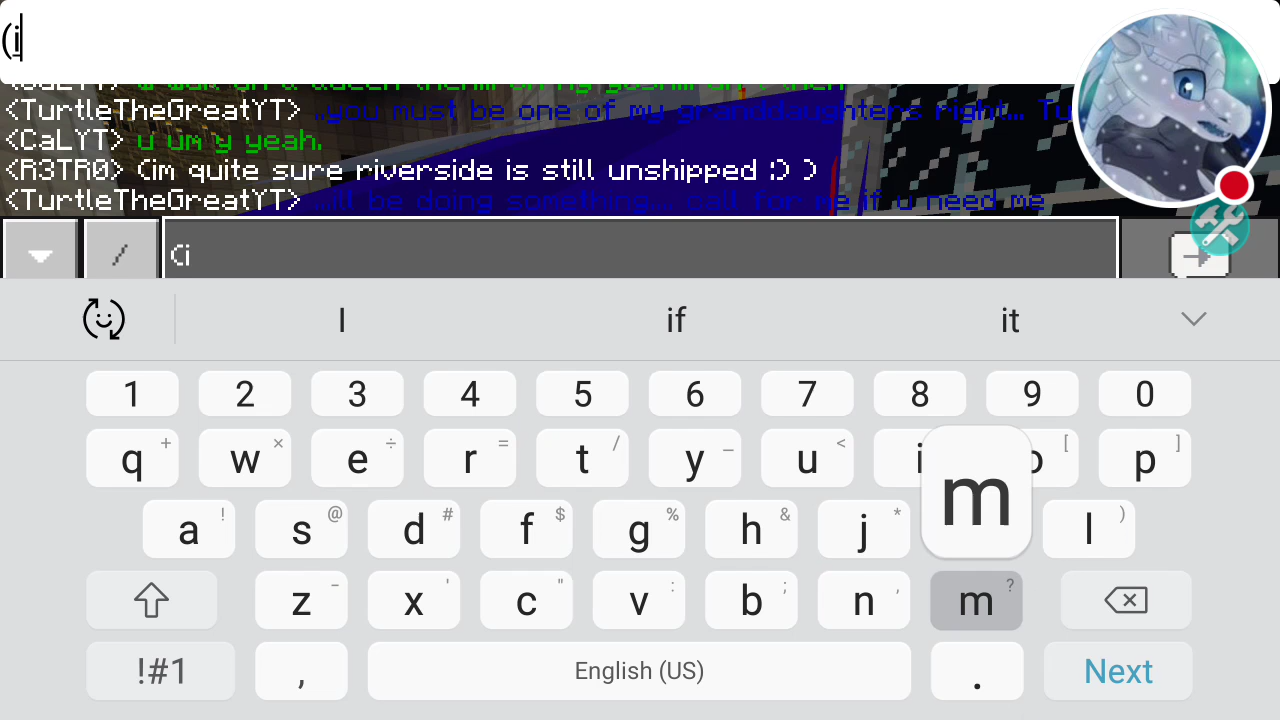 (i
<CaLYT>
<TurtleTheGreatYT> ..you must be one of my granddaughters right... Tu
<CaLYT> u um y yeah.
<R3TR0> (im quite sure riverside is still unshipped :) )
<TurtleTheGreatYT> be doing something... call for me if u need me
/ (i
I if it
1 2 3 4 5 6 7 8 9 0
q + w × e ÷ r = t / y _ u < i o [ p ]
m
a ! s @ d # f $ g % h & j * l )
z - x ' c " v : b ; n , m ?
!#1 , English (US) . Next